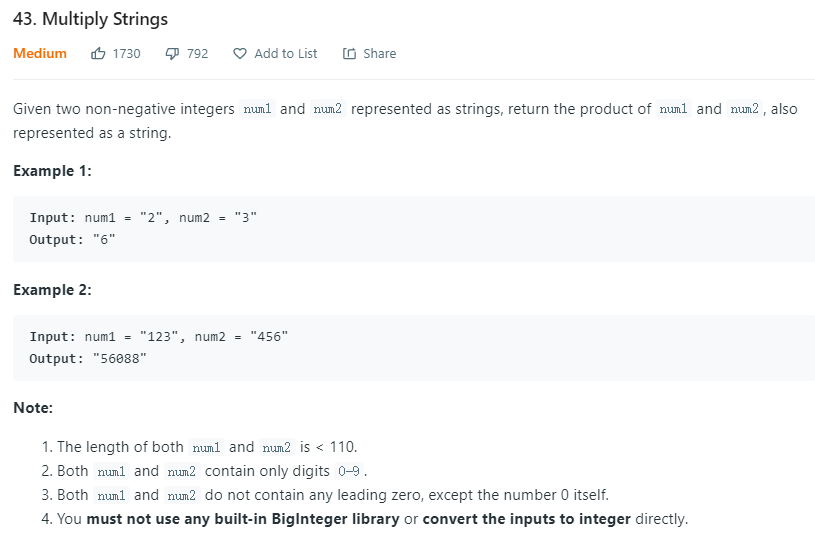 43. Multiply Strings
Medium 1730 792 Add to List Share
Given two non-negative integers num1 and num2 represented as strings, return the product of num1 and num2 , also
represented as a string.
Example 1:
Input: num1 = "2", num2 = "3"
Output: "6"
Example 2:
Input: num1 = "123", num2 = "456"
Output: "56088"
Note:
1. The length of both num1 and num2 is < 110.
2. Both num1 and num2 contain only digits 0-9 .
3. Both num1 and num2 do not contain any leading zero, except the number 0 itself.
4. You must not use any built-in BigInteger library or convert the inputs to integer directly.